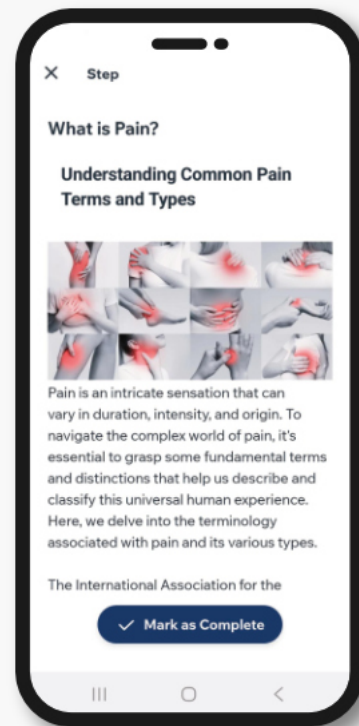 Step
What is Pain?
Understanding Common Pain
Terms and Types
Pain is an intricate sensation that can
vary in duration, intensity, and origin. To
navigate the complex world of pain, it's
essential to grasp some fundamental terms
and distinctions that help us describe and
classify this universal human experience.
Here, we delve into the terminology
associated with pain and its various types.
The International Association for the
Mark as Complete